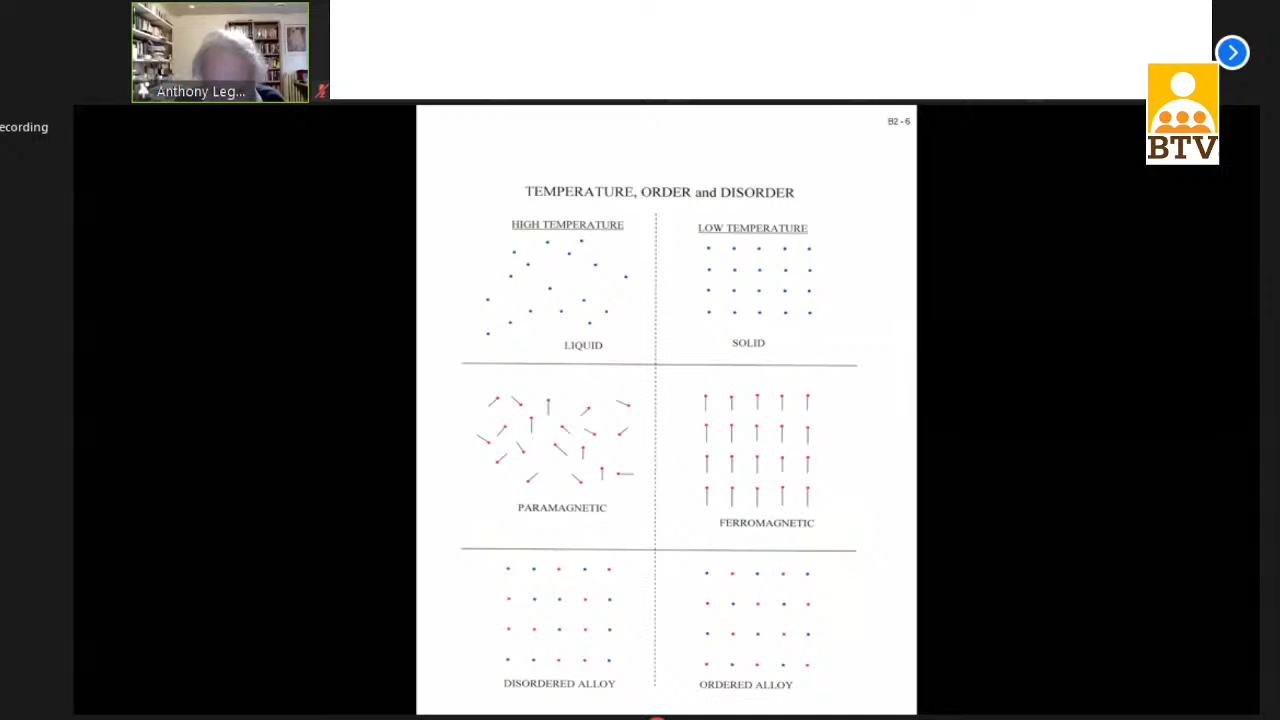 Anthony Leg...
ecording
BTV
B2 - 6
TEMPERATURE, ORDER and DISORDER
HIGH TEMPERATURE
LOW TEMPERATURE
LIQUID
SOLID
PARAMAGNETIC
FERROMAGNETIC
DISORDERED ALLOY
ORDERED ALLOY